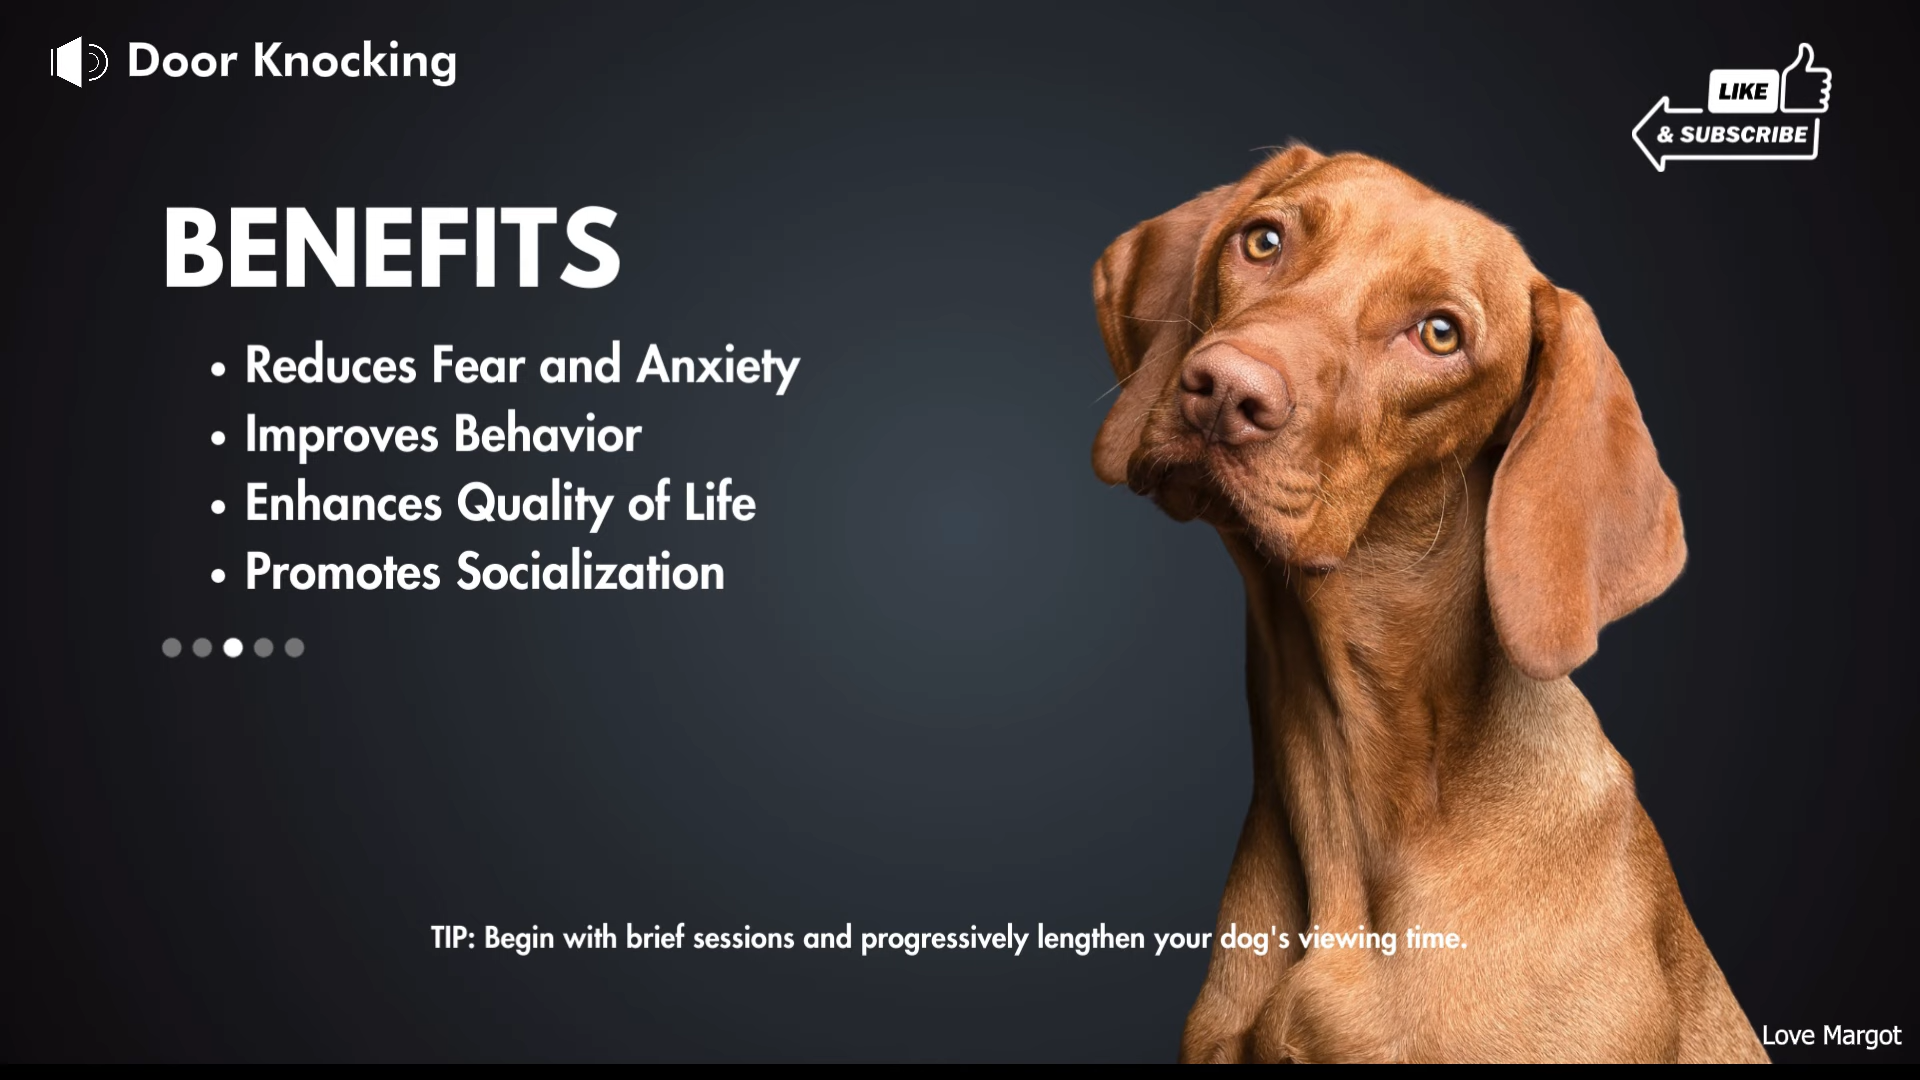 Door Knocking
LIKE
& SUBSCRIBE
BENEFITS
• Reduces Fear and Anxiety
• Improves Behavior
• Enhances Quality of Life
• Promotes Socialization
TIP: Begin with brief sessions and progressively lengthen your dog's viewing time.
Love Margot